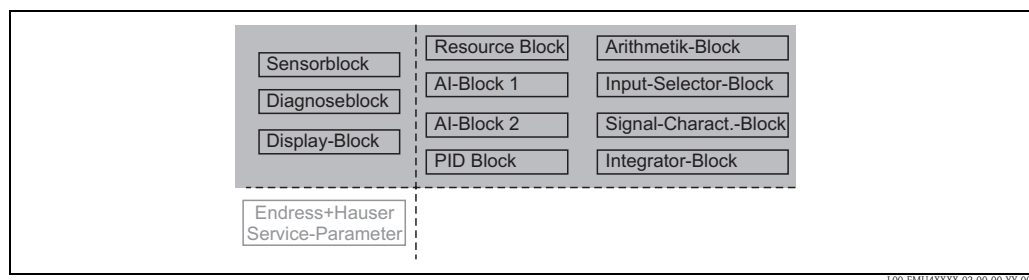 Sensorblock
Diagnoseblock
Display-Block
Resource Block
AI-Block 1
AI-Block 2
PID Block
Arithmetik-Block
Input-Selector-Block
Signal-Charact.-Block
Integrator-Block
Endress+Hauser
Service-Parameter